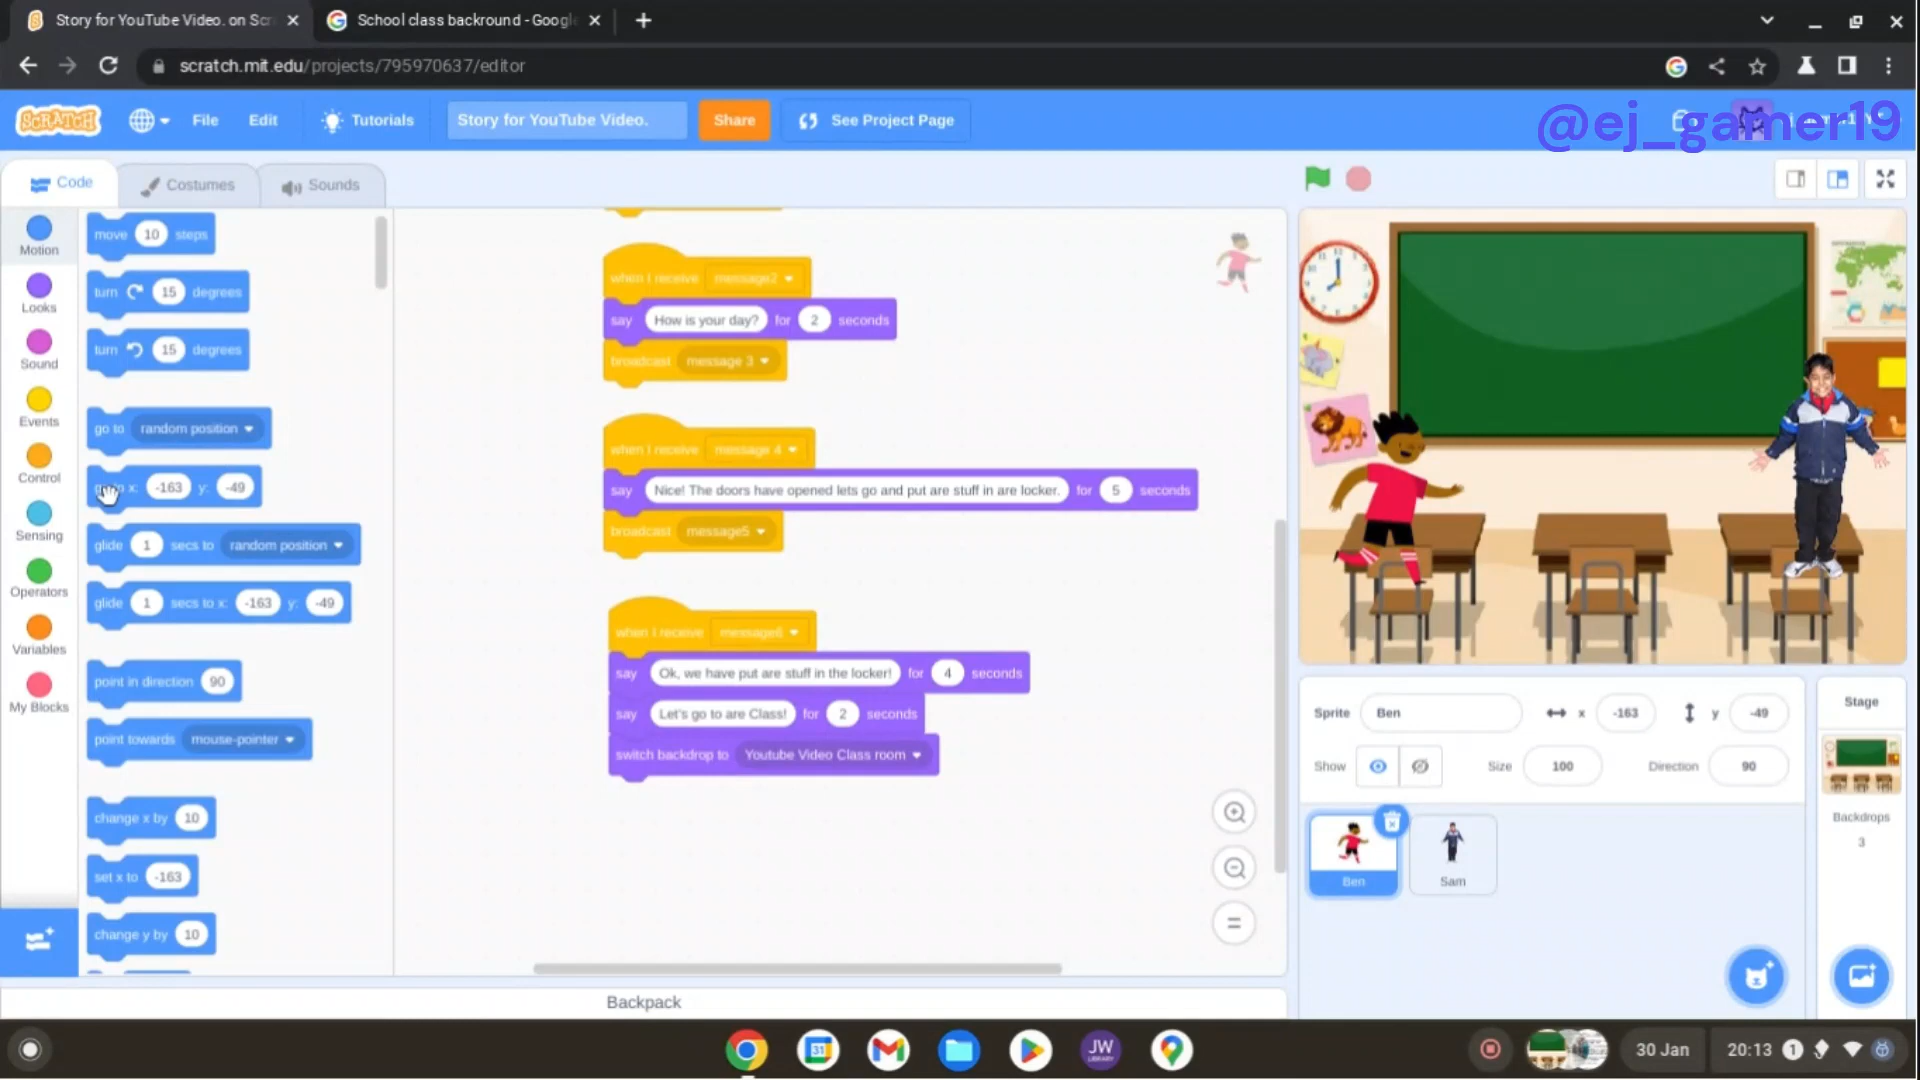 Story for YouTube Video. on Scr
School class backround - Googl
scratch.mit.edu/projects/795970637/editor
SCRATCH
File
Edit
Tutorials
Story for YouTube Video.
Share
See Project Page
@ej_gamer19
Code
Costumes
Sounds
Motion
Looks
Sound
Events
Control
Sensing
Operators
Variables
My Blocks
move 10 steps
turn 15 degrees
turn 15 degrees
go to random position
go to x: -163 y: -49
glide 1 secs to random position
glide 1 secs to x: -163 y: -49
point in direction 90
point towards mouse-pointer
change x by 10
set x to -163
change y by 10
when I receive message2
say How is your day? for 2 seconds
broadcast message 3
when I receive message 4
say Nice! The doors have opened lets go and put are stuff in are locker. for 5 seconds
broadcast message5
when I receive message6
say Ok, we have put are stuff in the locker! for 4 seconds
say Let's go to are Class! for 2 seconds
switch backdrop to Youtube Video Class room
Sprite Ben x -163 y -49
Show Size 100 Direction 90
Ben
Sam
Stage
Backdrops
3
Backpack
31
JW
LIBRARY
30 Jan
20:13
1